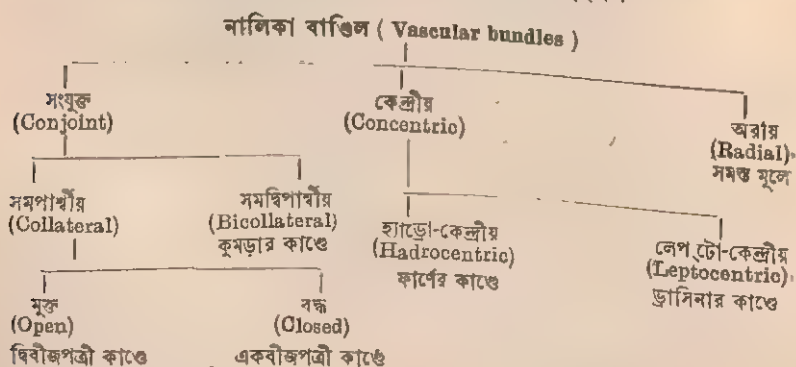 নালিকা বাণ্ডিল ( Vascular bundles )
সংযুক্ত
(Conjoint)
কেন্দ্রীয়
(Concentric)
অরীয়
(Radial)
সমস্ত মূলে
সমপার্শ্বীয়
(Collateral)
সমদ্বিপার্শ্বীয়
(Bicollateral)
কুমড়ার কাণ্ডে
হ্যাড্রো-কেন্দ্রীয়
(Hadrocentric)
ফার্ণের কাণ্ডে
লেপ্‌টো-কেন্দ্রীয়
(Leptocentric)
ড্রাসিনার কাণ্ডে
মুক্ত
(Open)
দ্বিবীজপত্রী কাণ্ডে
বদ্ধ
(Closed)
একবীজপত্রী কাণ্ডে